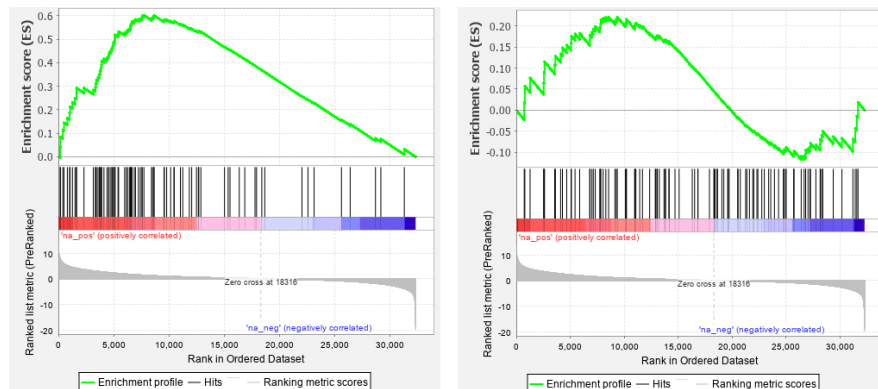 Enrichment score (ES)
0.6
0.5
0.4
0.3
0.2
0.1
0.0
'na_pos' (positively correlated)
Ranked list metric (PreRanked)
10
0
-10
-20
Zero cross at 18316
'na_neg' (negatively correlated)
0
5,000
10,000
15,000
20,000
25,000
30,000
Rank in Ordered Dataset
Enrichment profile
Hits
Ranking metric scores
Enrichment score (ES)
0.20
0.15
0.10
0.05
0.00
-0.05
-0.10
'na_pos' (positively correlated)
Ranked list metric (PreRanked)
10
5
0
-5
-10
-15
-20
Zero cross at 18316
'na_neg' (negatively correlated)
0
5,000
10,000
15,000
20,000
25,000
30,000
Rank in Ordered Dataset
Enrichment profile
Hits
Ranking metric scores